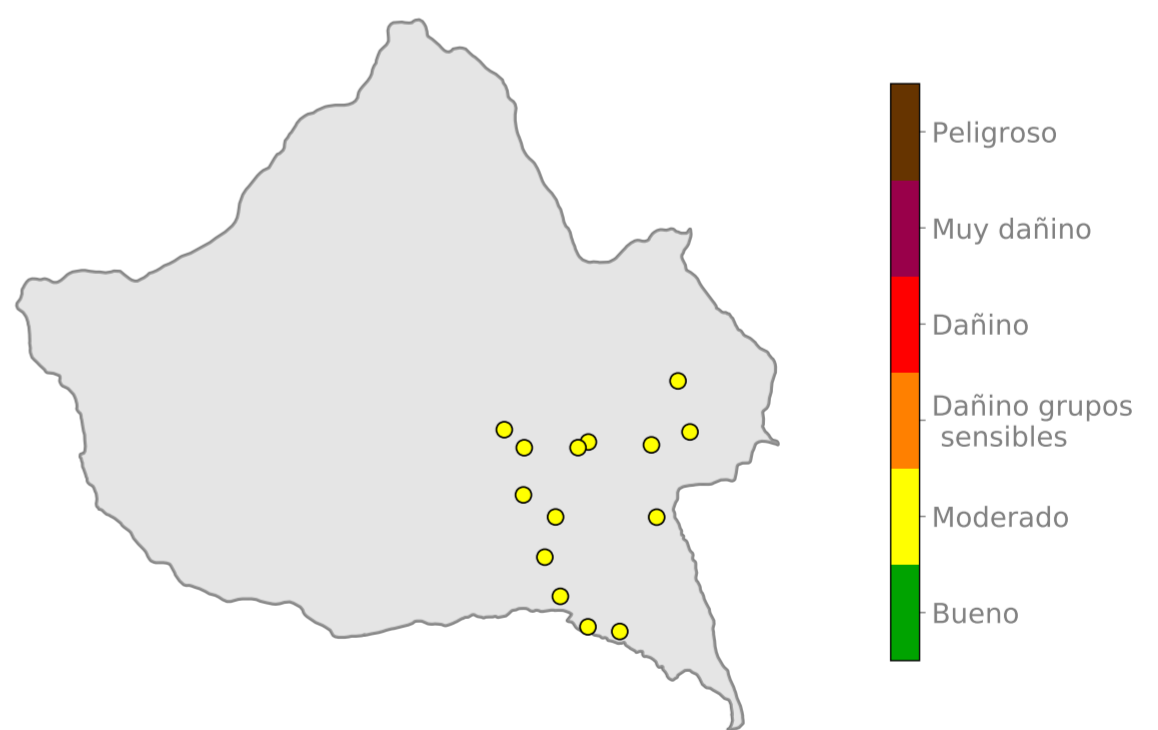 Peligroso
Muy dañino
Dañino
Dañino grupos
sensibles
Moderado
Bueno